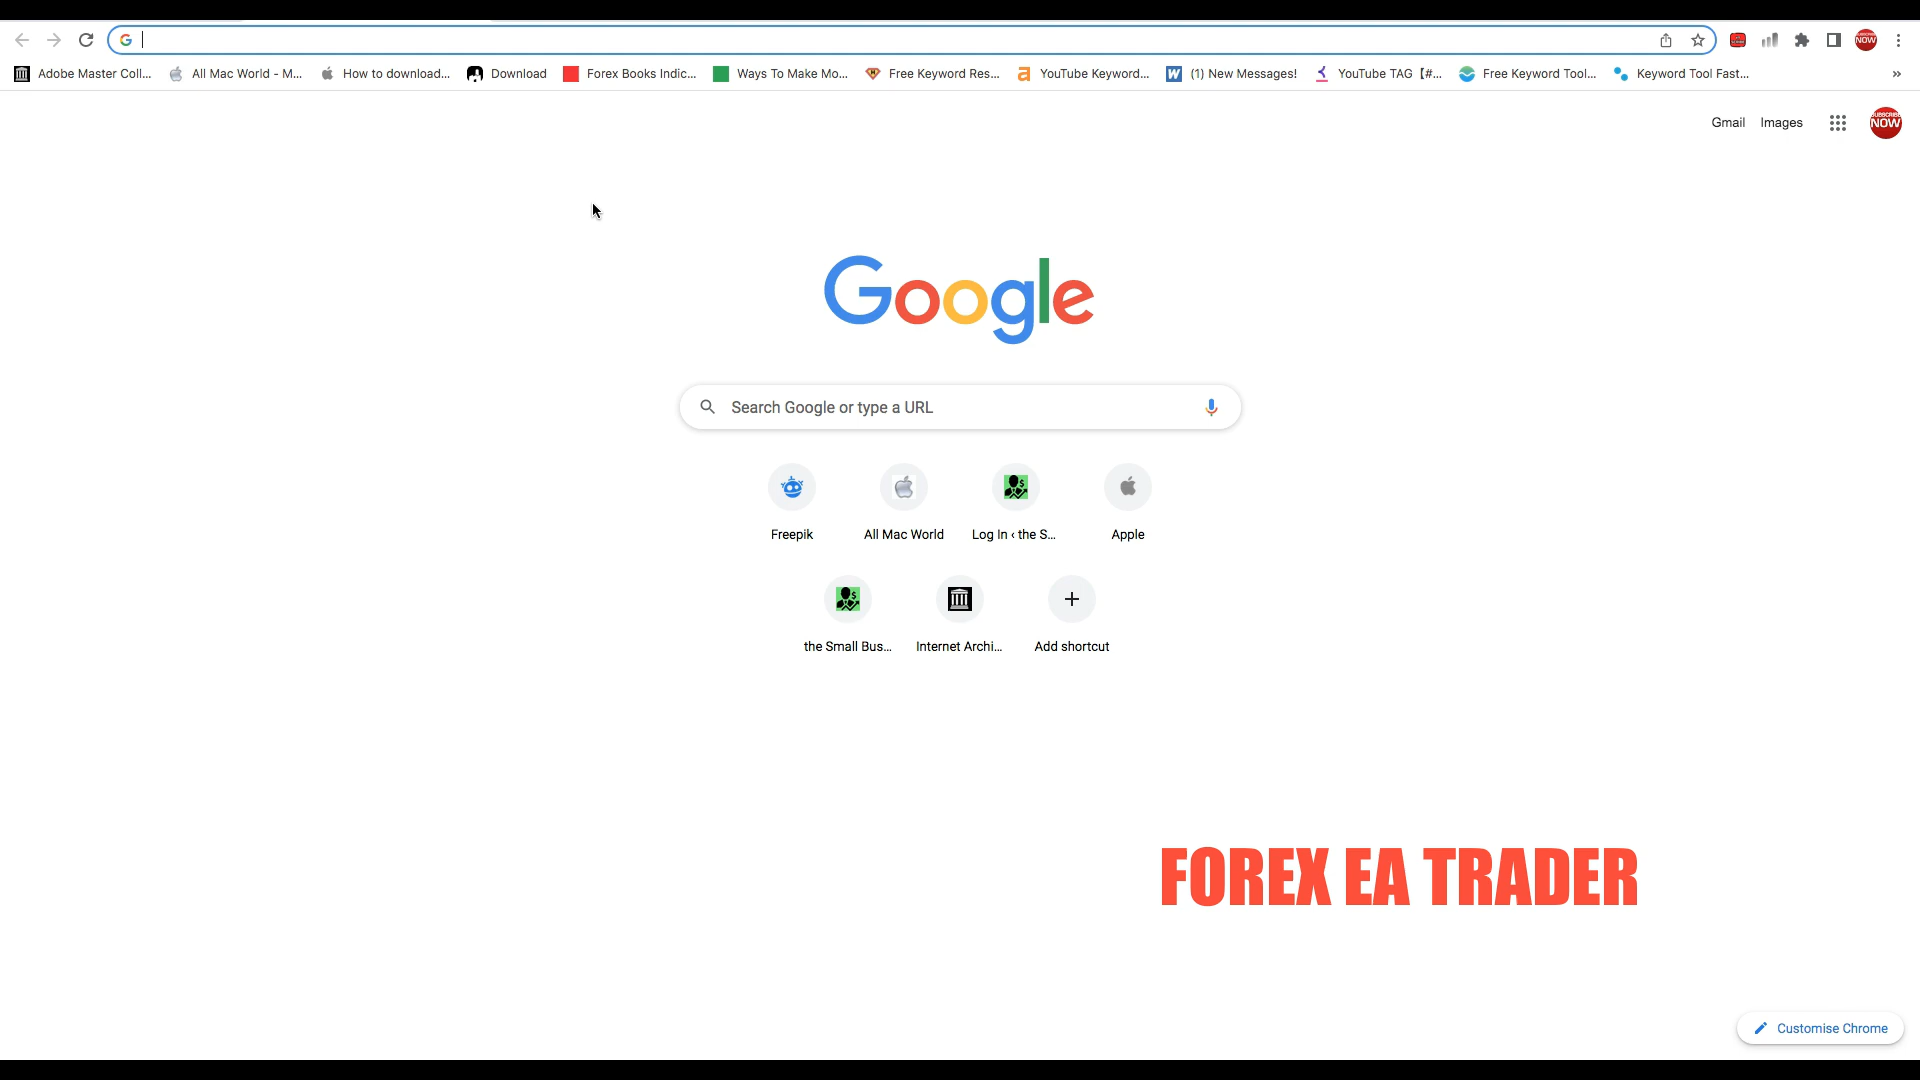 Adobe Master Coll...
All Mac World - M...
How to download...
Download
Forex Books Indic...
Ways To Make Mo...
Free Keyword Res...
YouTube Keyword...
(1) New Messages!
YouTube TAG【#...
Free Keyword Tool...
Keyword Tool Fast...
»
Gmail
Images
SUBSCRIBE
NOW
Google
Search Google or type a URL
Freepik
All Mac World
Log In ‹ the S...
Apple
the Small Bus...
Internet Archi...
Add shortcut
FOREX EA TRADER
Customise Chrome